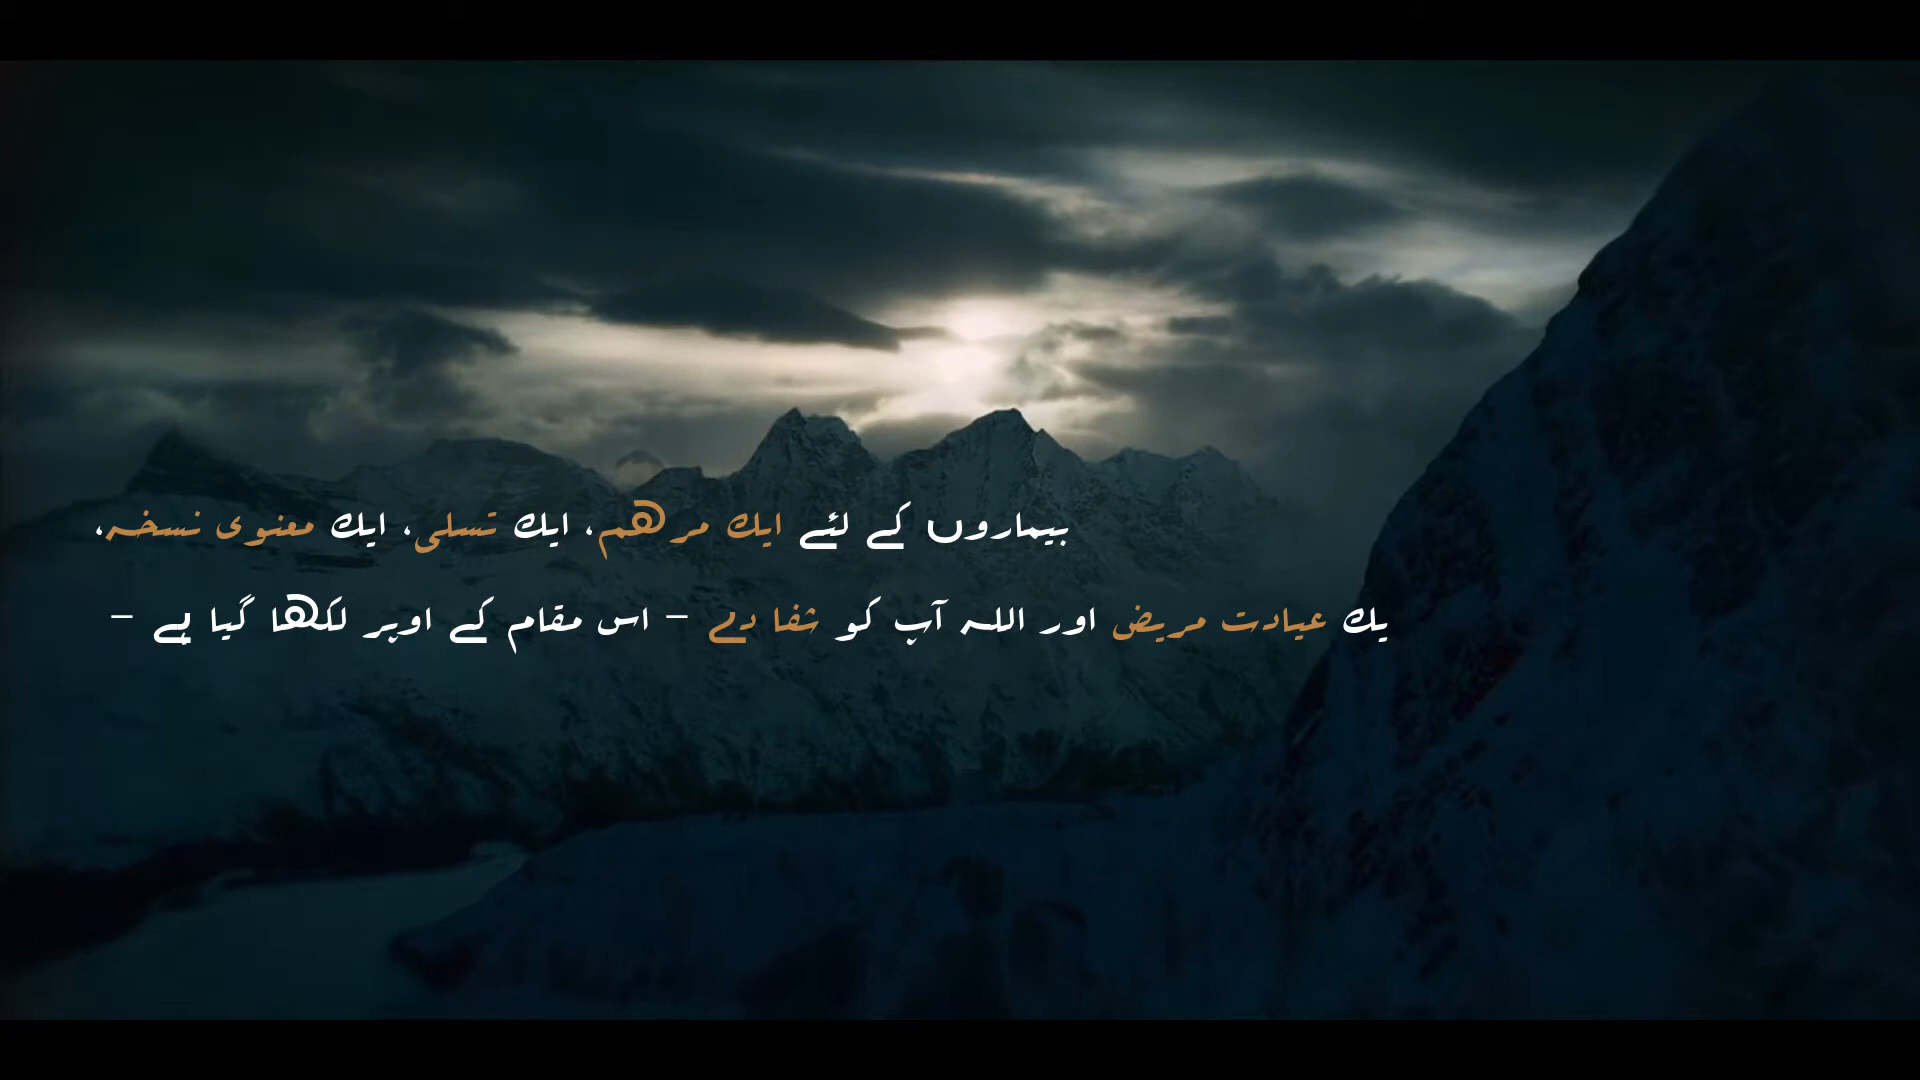 بیماروں کے لئے ایک مرھم، ایک تسلی، ایک معنوی نسخہ،
یک عیادت مریض اور اللہ آپ کو شفا دے – اس مقام کے اوپر لکھا گیا ہے –